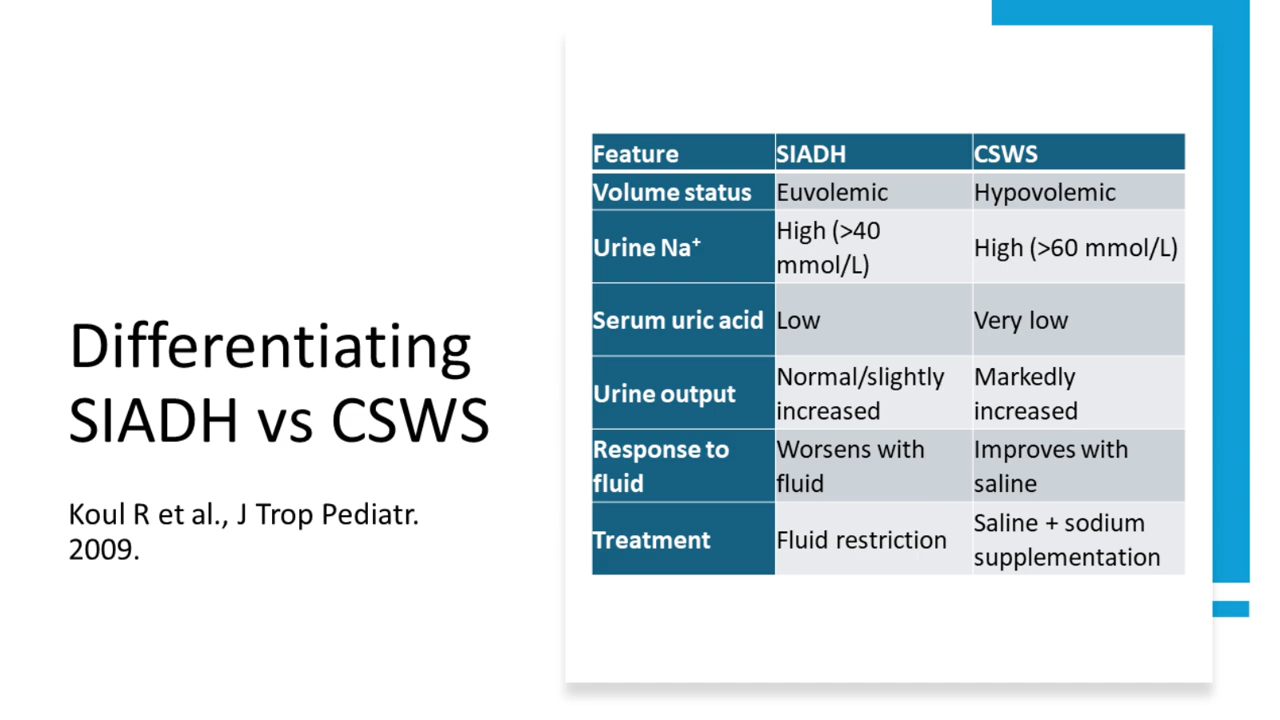 Differentiating
SIADH vs CSWS
Koul R et al., J Trop Pediatr.
2009.
Feature SIADH CSWS
Volume status Euvolemic Hypovolemic
Urine Na⁺ High (>40 mmol/L) High (>60 mmol/L)
Serum uric acid Low Very low
Urine output Normal/slightly increased Markedly increased
Response to fluid Worsens with fluid Improves with saline
Treatment Fluid restriction Saline + sodium supplementation